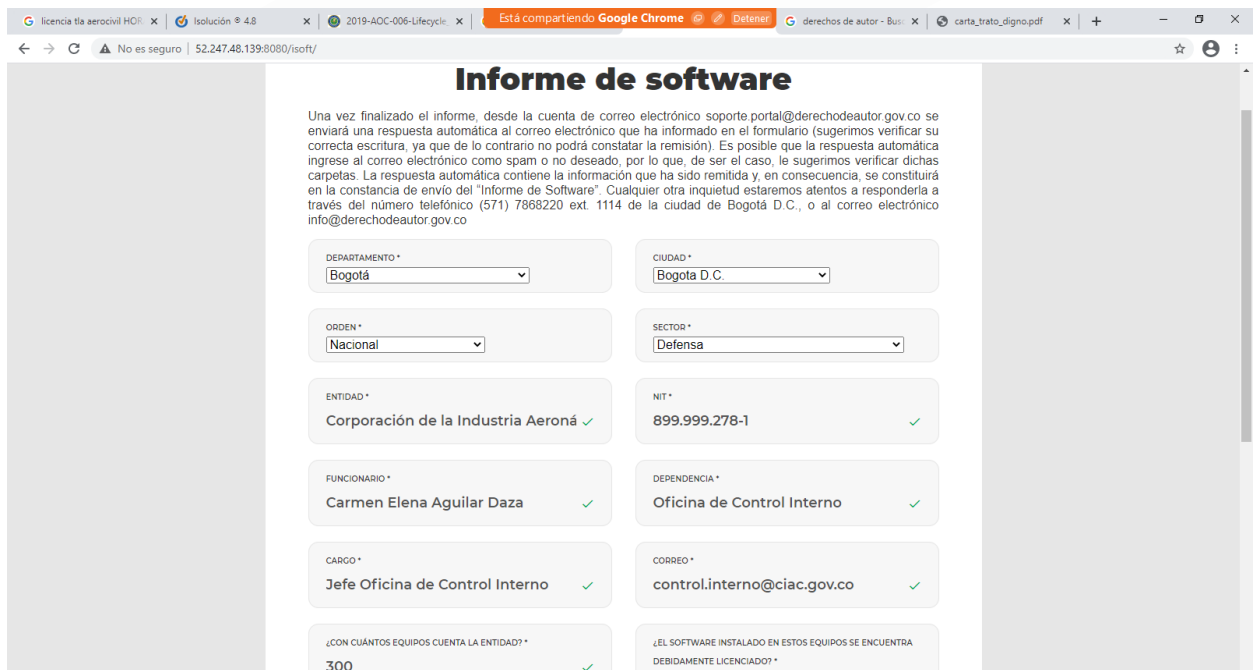 licencia tla aerocivil HOR
Isolución ® 4.8
2019-AOC-006-Lifecycle_
Está compartiendo Google Chrome
Detener
derechos de autor - Bus
carta_trato_digno.pdf
No es seguro | 52.247.48.139:8080/isoft/
Informe de software
Una vez finalizado el informe, desde la cuenta de correo electrónico soporte.portal@derechodeautor.gov.co se
enviará una respuesta automática al correo electrónico que ha informado en el formulario (sugerimos verificar su
correcta escritura, ya que de lo contrario no podrá constatar la remisión). Es posible que la respuesta automática
ingrese al correo electrónico como spam o no deseado, por lo que, de ser el caso, le sugerimos verificar dichas
carpetas. La respuesta automática contiene la información que ha sido remitida y, en consecuencia, se constituirá
en la constancia de envío del "Informe de Software". Cualquier otra inquietud estaremos atentos a responderla a
través del número telefónico (571) 7868220 ext. 1114 de la ciudad de Bogotá D.C., o al correo electrónico
info@derechodeautor.gov.co
DEPARTAMENTO *
Bogotá
CIUDAD *
Bogota D.C.
ORDEN *
Nacional
SECTOR *
Defensa
ENTIDAD *
Corporación de la Industria Aeroná
NIT *
899.999.278-1
FUNCIONARIO *
Carmen Elena Aguilar Daza
DEPENDENCIA *
Oficina de Control Interno
CARGO *
Jefe Oficina de Control Interno
CORREO *
control.interno@ciac.gov.co
¿CON CUÁNTOS EQUIPOS CUENTA LA ENTIDAD? *
300
¿EL SOFTWARE INSTALADO EN ESTOS EQUIPOS SE ENCUENTRA
DEBIDAMENTE LICENCIADO? *